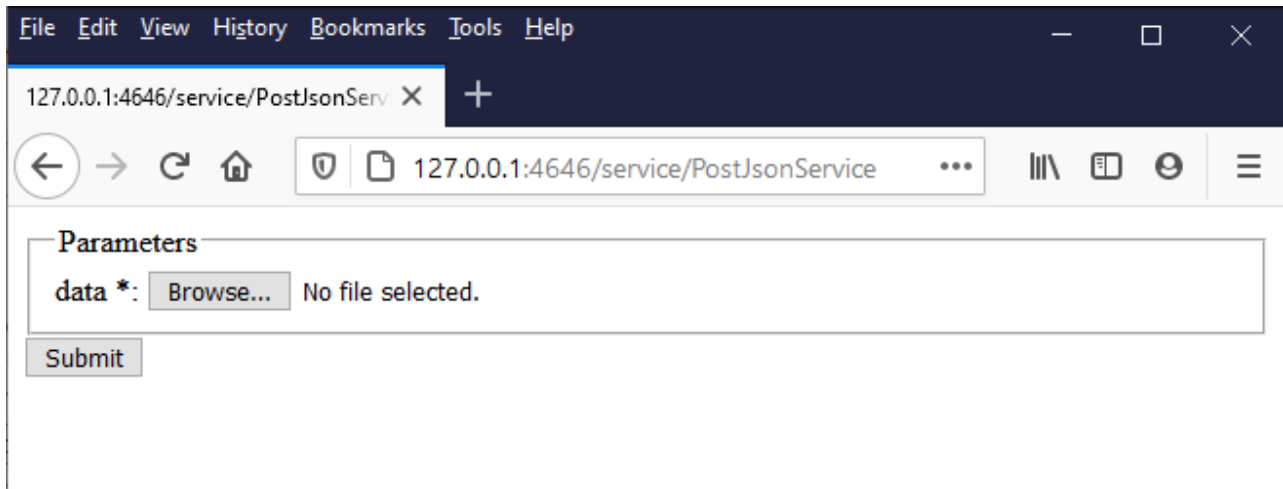 File Edit View History Bookmarks Tools Help
127.0.0.1:4646/service/PostJsonServ
127.0.0.1:4646/service/PostJsonService
Parameters
data *: Browse... No file selected.
Submit